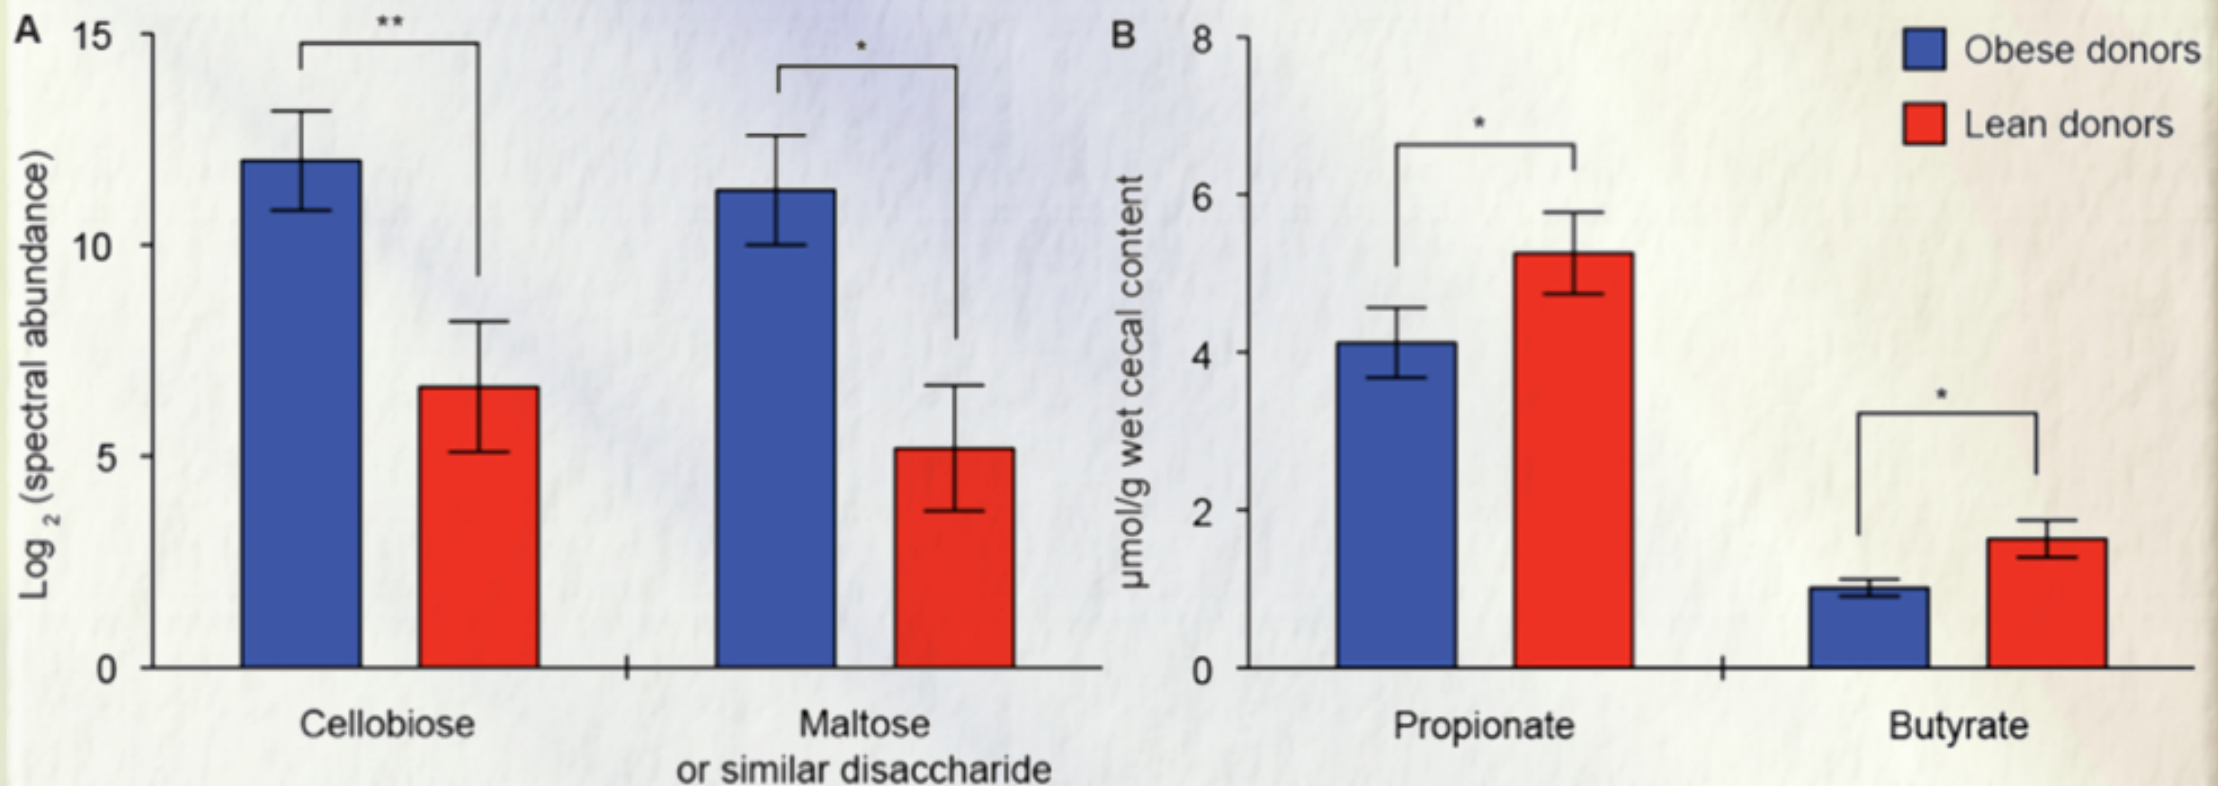 A
**
*
15
10
5
0
Log 2 (spectral abundance)
Cellobiose
Maltose
or similar disaccharide
B
*
*
8
6
4
2
0
µmol/g wet cecal content
Propionate
Butyrate
Obese donors
Lean donors